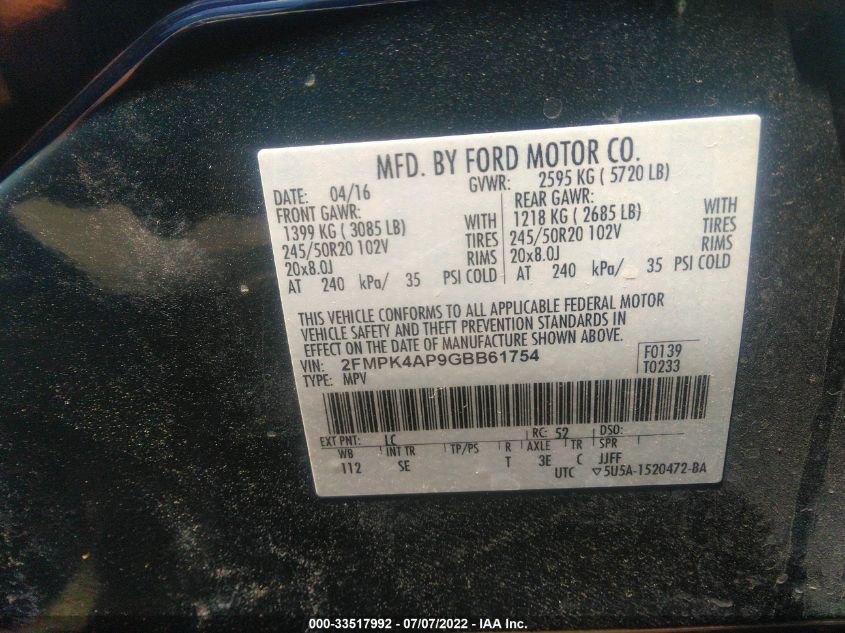 MFD. BY FORD MOTOR CO.
DATE: 04/16 GVWR: 2595 KG ( 5720 LB)
FRONT GAWR: REAR GAWR:
1399 KG ( 3085 LB) WITH 1218 KG ( 2685 LB) WITH
245/50R20 102V TIRES 245/50R20 102V TIRES
20x8.0J RIMS 20x8.0J RIMS
AT 240 kPa/ 35 PSI COLD AT 240 kPa/ 35 PSI COLD
THIS VEHICLE CONFORMS TO ALL APPLICABLE FEDERAL MOTOR
VEHICLE SAFETY AND THEFT PREVENTION STANDARDS IN
EFFECT ON THE DATE OF MANUFACTURE SHOWN ABOVE.
VIN: 2FMPK4AP9GBB61754 F0139
TYPE: MPV T0233
EXT PNT: LC RC: 52 DSO:
WB INT TR TP/PS R AXLE TR SPR
112 SE T 3E C JJFF
UTC ▽5U5A-1520472-BA
000-33517992 - 07/07/2022 - IAA Inc.